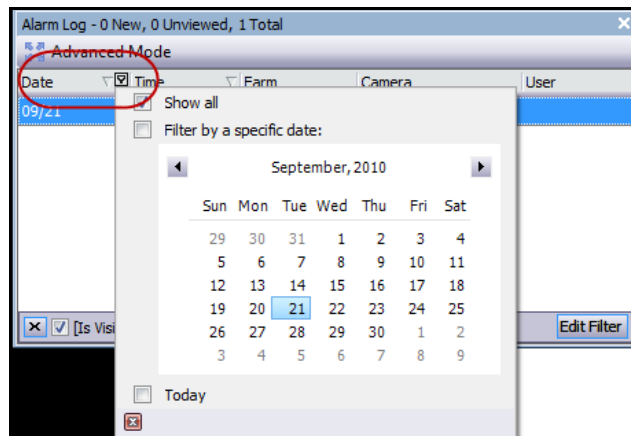 Alarm Log - 0 New, 0 Unviewed, 1 Total
Advanced Mode
Date Time Farm Camera User
09/21
Show all
Filter by a specific date:
September, 2010
Sun Mon Tue Wed Thu Fri Sat
29 30 31 1 2 3 4
5 6 7 8 9 10 11
12 13 14 15 16 17 18
19 20 21 22 23 24 25
26 27 28 29 30 1 2
3 4 5 6 7 8 9
[Is Visi Edit Filter
Today